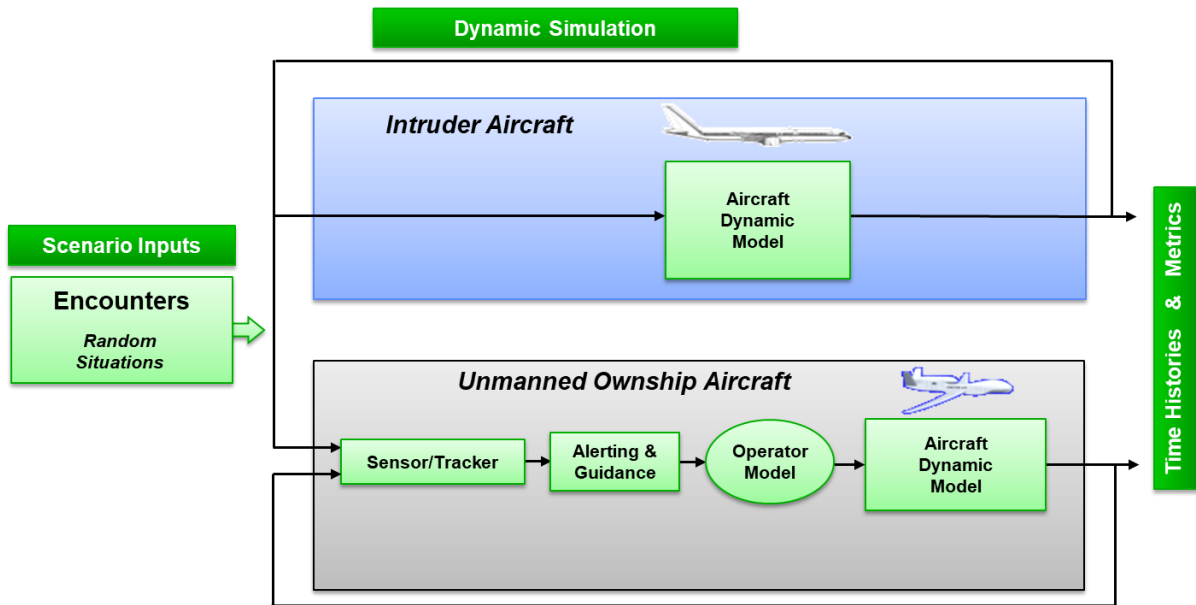 Dynamic Simulation
Intruder Aircraft
Aircraft
Dynamic
Model
Scenario Inputs
Encounters
Random
Situations
Unmanned Ownship Aircraft
Sensor/Tracker
Alerting &
Guidance
Operator
Model
Aircraft
Dynamic
Model
Time Histories & Metrics